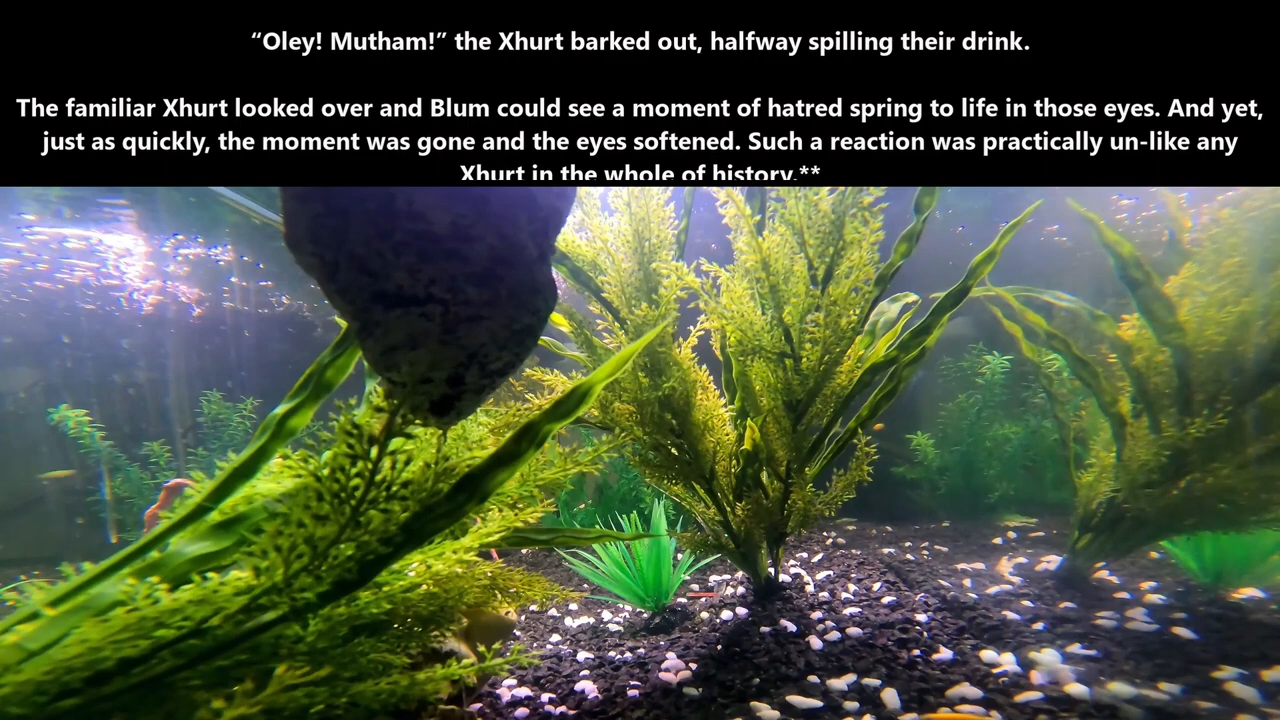 “Oley! Mutham!” the Xhurt barked out, halfway spilling their drink.
The familiar Xhurt looked over and Blum could see a moment of hatred spring to life in those eyes. And yet,
just as quickly, the moment was gone and the eyes softened. Such a reaction was practically un-like any
Xhurt in the whole of history.**